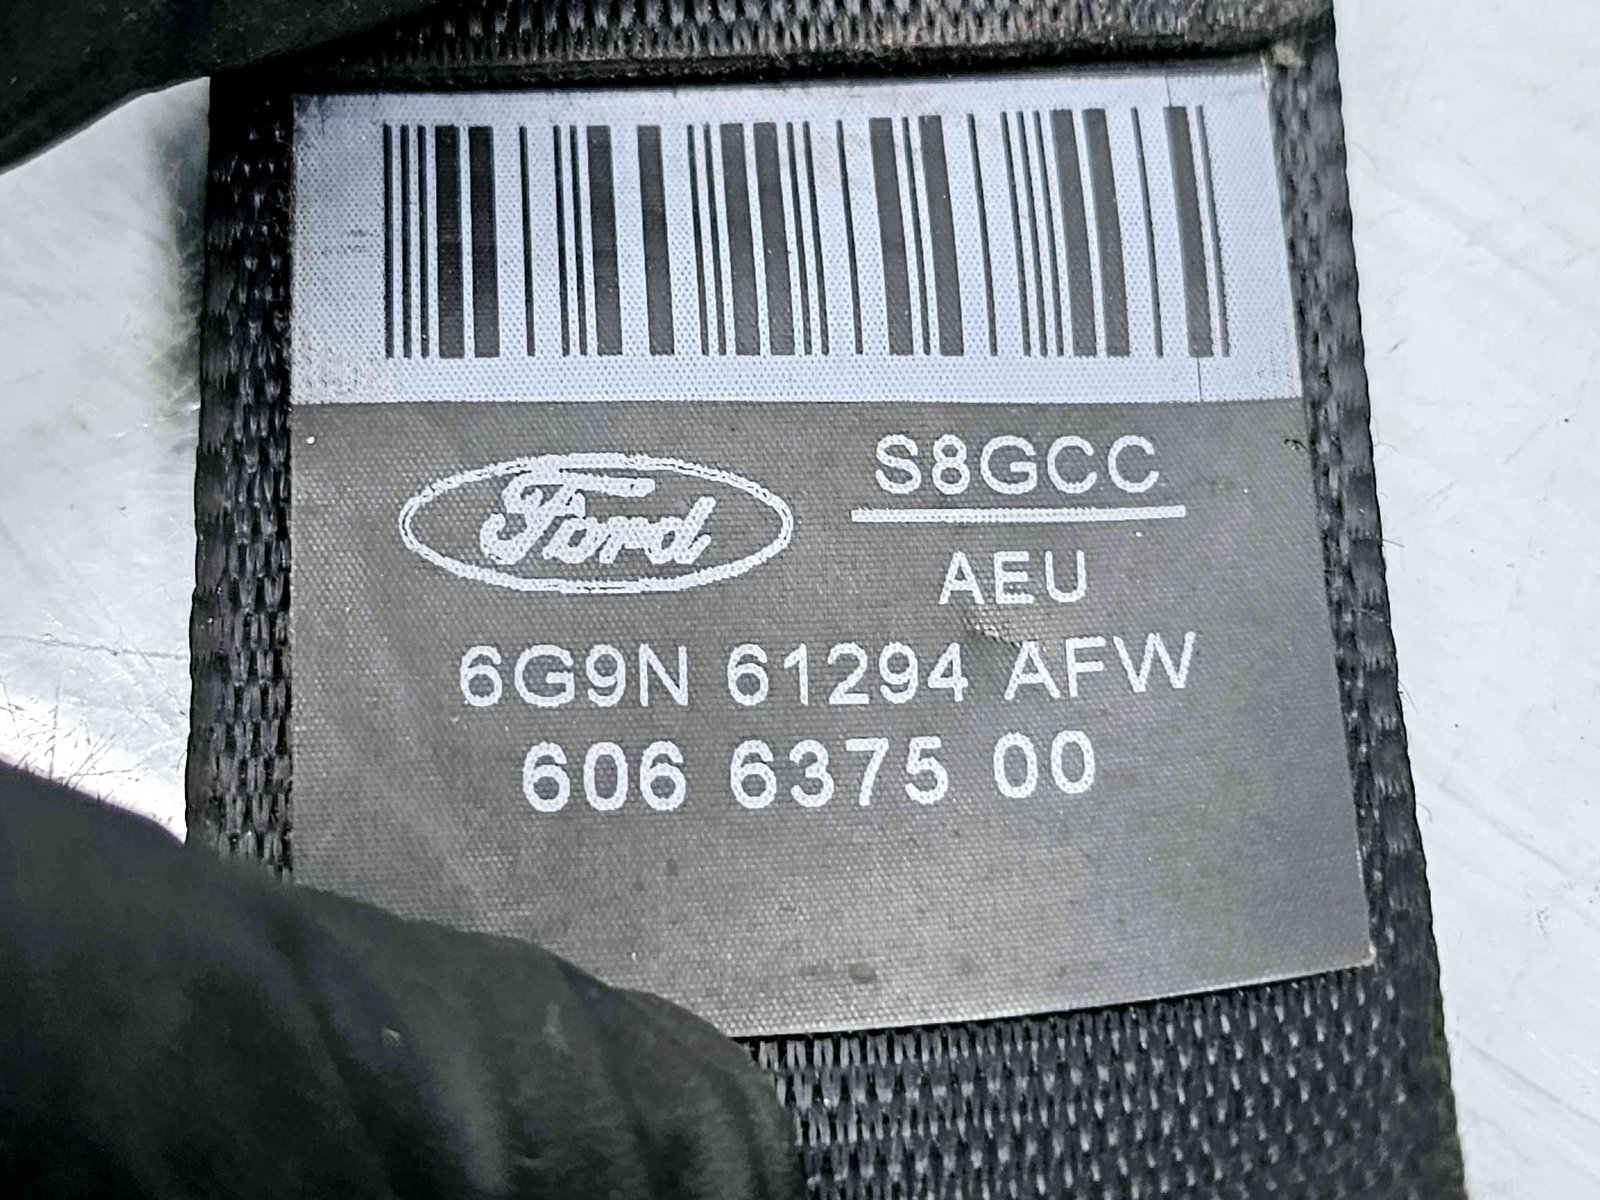 Ford
S8GCC
AEU
6G9N 61294 AFW
606 6375 00